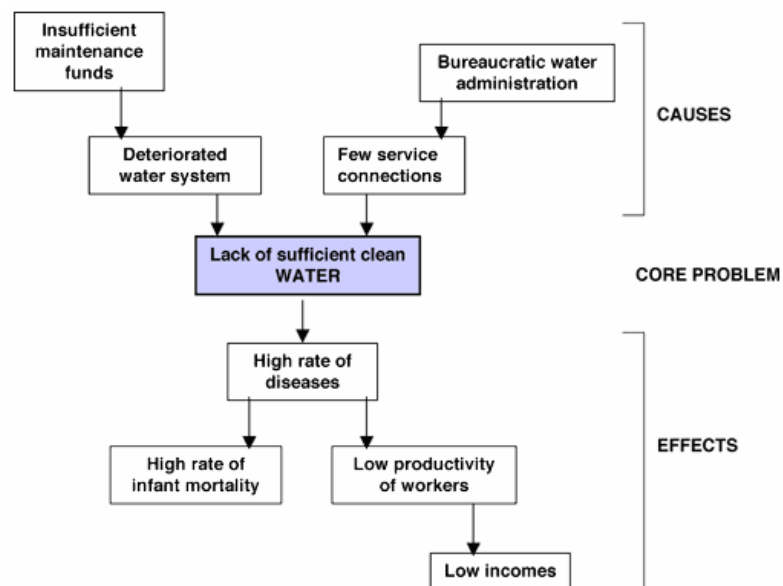 Insufficient
maintenance
funds
Bureaucratic water
administration
CAUSES
Deteriorated
water system
Few service
connections
Lack of sufficient clean
WATER
CORE PROBLEM
High rate of
diseases
EFFECTS
High rate of
infant mortality
Low productivity
of workers
Low incomes